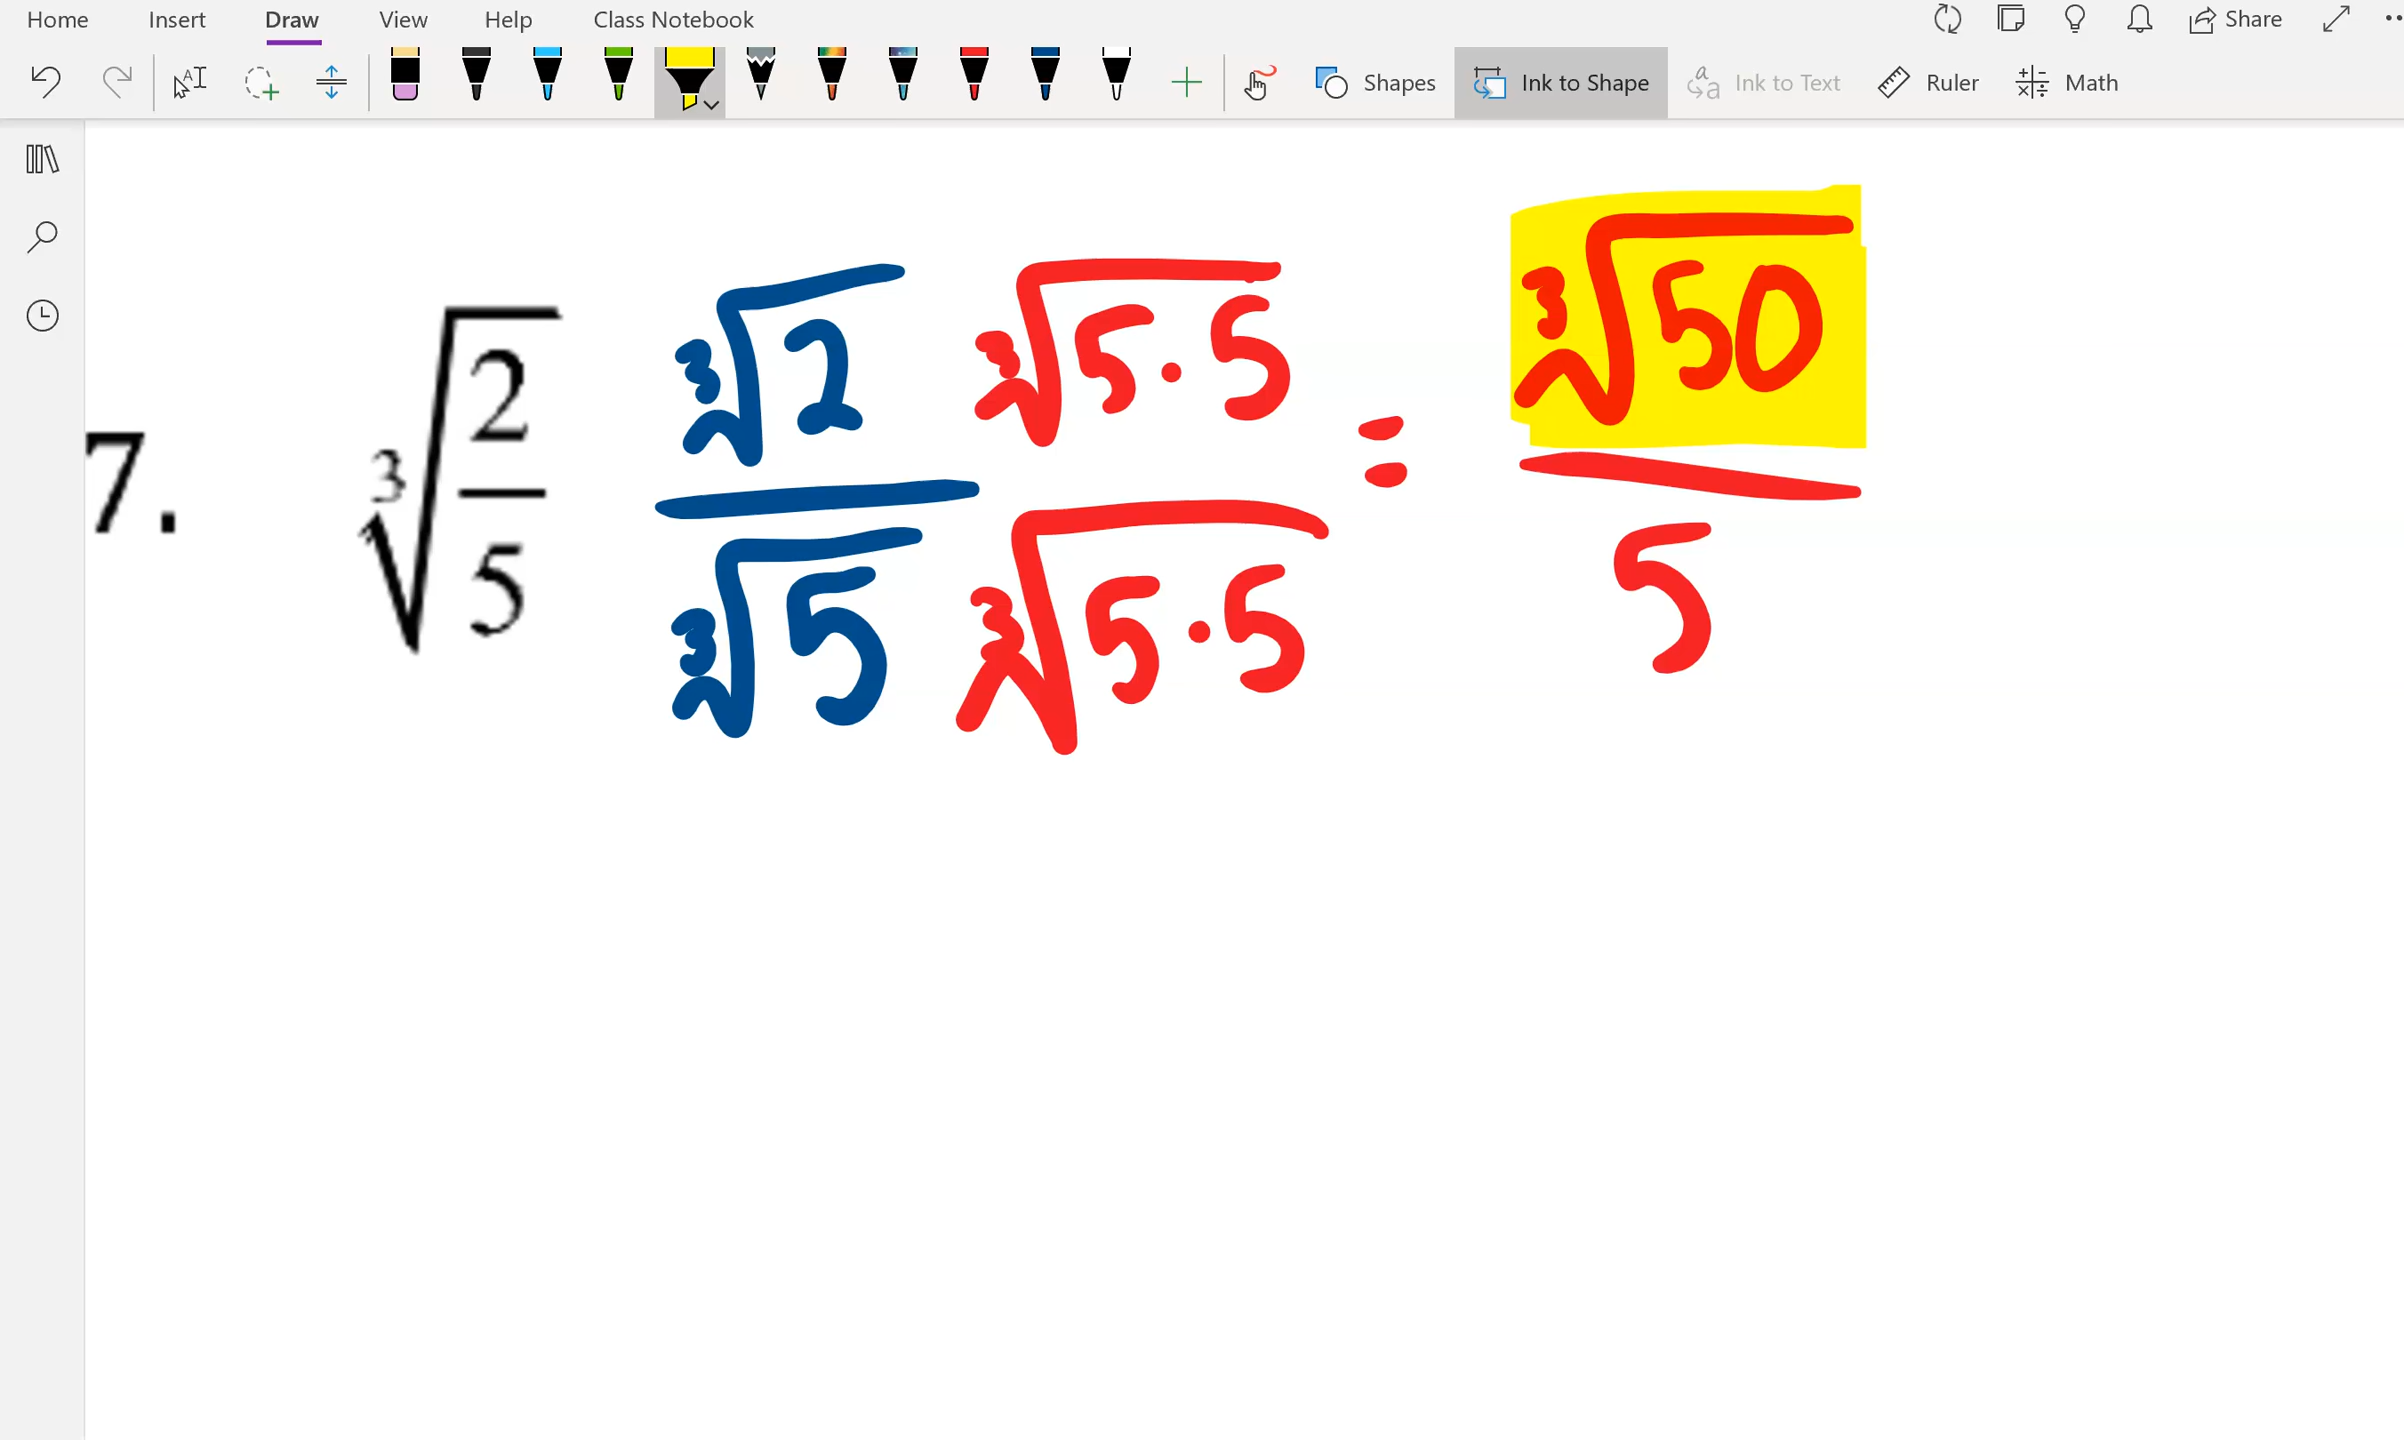 Home Insert Draw View Help Class Notebook Share
Shapes Ink to Shape Ink to Text Ruler Math
7. ∛(2/5) ∛2/∛5 ∛(5·5)/∛(5·5) = ∛50/5